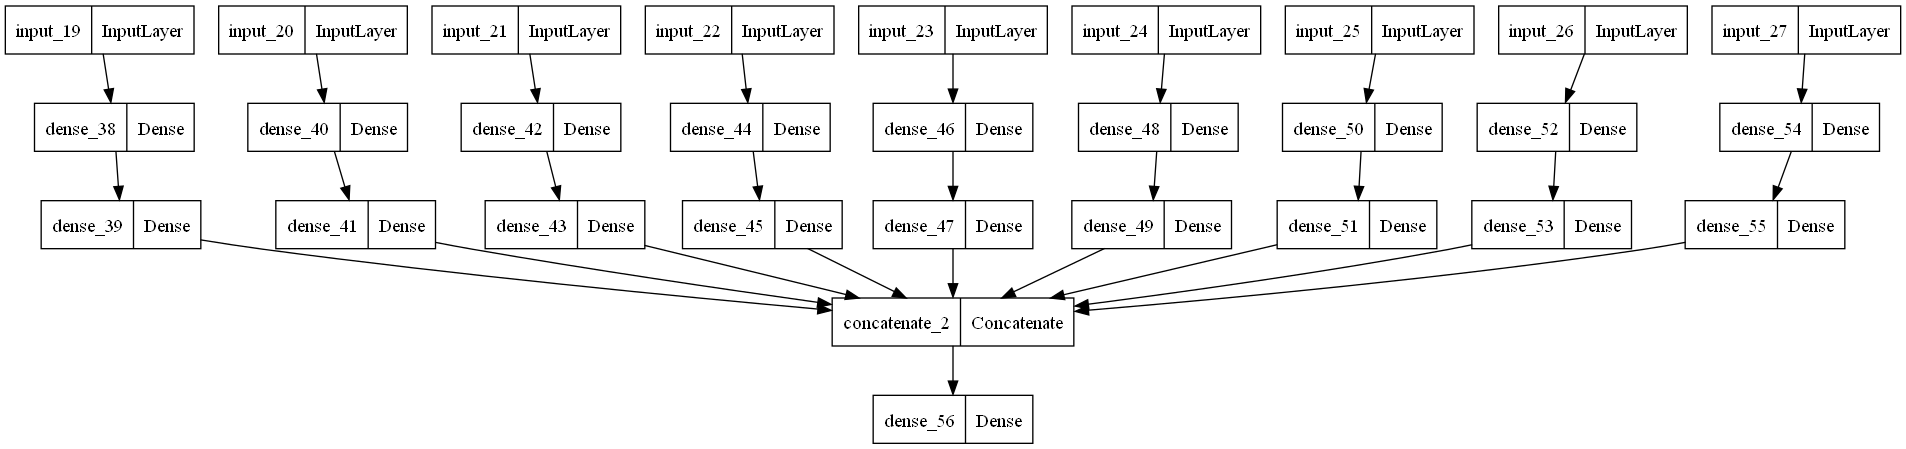 input_19 InputLayer input_20 InputLayer input_21 InputLayer input_22 InputLayer input_23 InputLayer input_24 InputLayer input_25 InputLayer input_26 InputLayer input_27 InputLayer
dense_38 Dense dense_40 Dense dense_42 Dense dense_44 Dense dense_46 Dense dense_48 Dense dense_50 Dense dense_52 Dense dense_54 Dense
dense_39 Dense dense_41 Dense dense_43 Dense dense_45 Dense dense_47 Dense dense_49 Dense dense_51 Dense dense_53 Dense dense_55 Dense
concatenate_2 Concatenate
dense_56 Dense